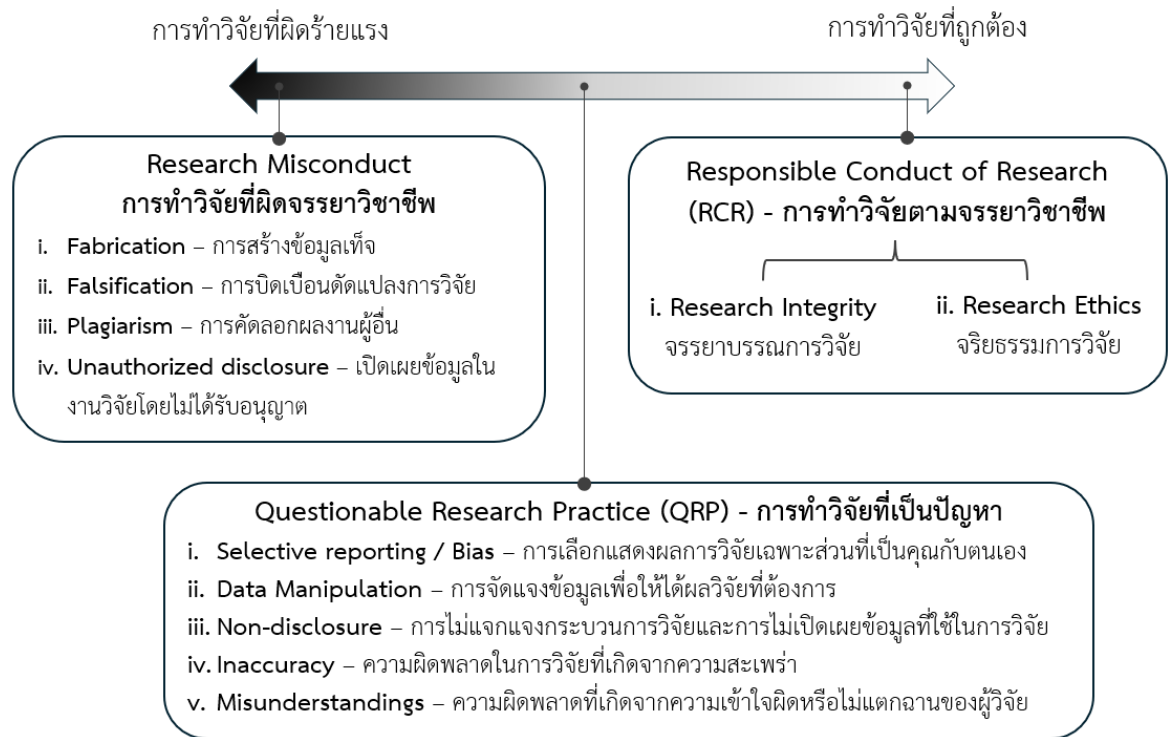 การทำวิจัยที่ผิดร้ายแรง
การทำวิจัยที่ถูกต้อง
Research Misconduct
การทำวิจัยที่ผิดจรรยาวิชาชีพ
i. Fabrication – การสร้างข้อมูลเท็จ
ii. Falsification – การบิดเบือนดัดแปลงการวิจัย
iii. Plagiarism – การคัดลอกผลงานผู้อื่น
iv. Unauthorized disclosure – เปิดเผยข้อมูลใน
งานวิจัยโดยไม่ได้รับอนุญาต
Responsible Conduct of Research
(RCR) - การทำวิจัยตามจรรยาวิชาชีพ
i. Research Integrity
จรรยาบรรณการวิจัย
ii. Research Ethics
จริยธรรมการวิจัย
Questionable Research Practice (QRP) - การทำวิจัยที่เป็นปัญหา
i. Selective reporting / Bias – การเลือกแสดงผลการวิจัยเฉพาะส่วนที่เป็นคุณกับตนเอง
ii. Data Manipulation – การจัดแจงข้อมูลเพื่อให้ได้ผลวิจัยที่ต้องการ
iii. Non-disclosure – การไม่แจกแจงกระบวนการวิจัยและการไม่เปิดเผยข้อมูลที่ใช้ในการวิจัย
iv. Inaccuracy – ความผิดพลาดในการวิจัยที่เกิดจากความสะเพร่า
v. Misunderstandings – ความผิดพลาดที่เกิดจากความเข้าใจผิดหรือไม่แตกฉานของผู้วิจัย